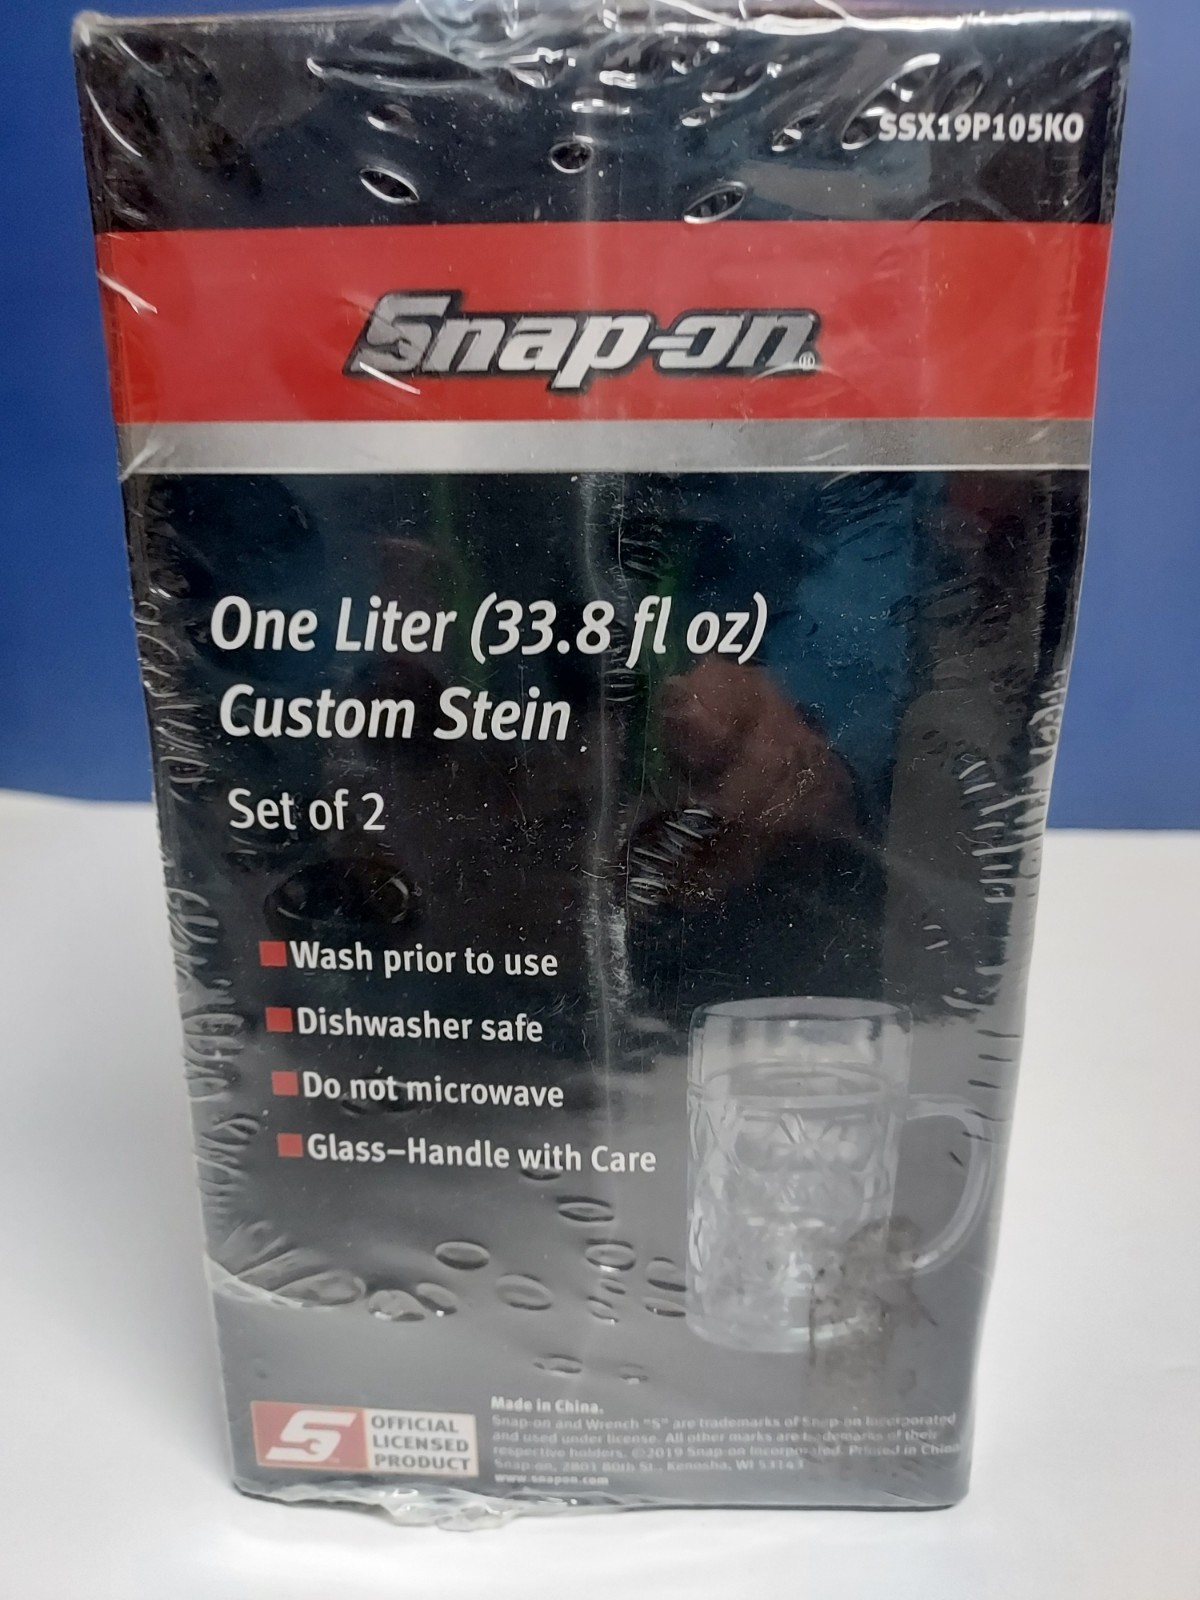 SSX19P105KO
Snap-on®
One Liter (33.8 fl oz)
Custom Stein
Set of 2
Wash prior to use
Dishwasher safe
Do not microwave
Glass–Handle with Care
OFFICIAL
LICENSED
PRODUCT
Made in China.
Snap-on and Wrench "S" are trademarks of Snap-on Incorporated
and used under license. All other marks are trademarks of their
respective holders. ©2019 Snap-on Incorporated. Printed in China
Snap-on, 2801 80th St., Kenosha, WI 53143
www.snapon.com